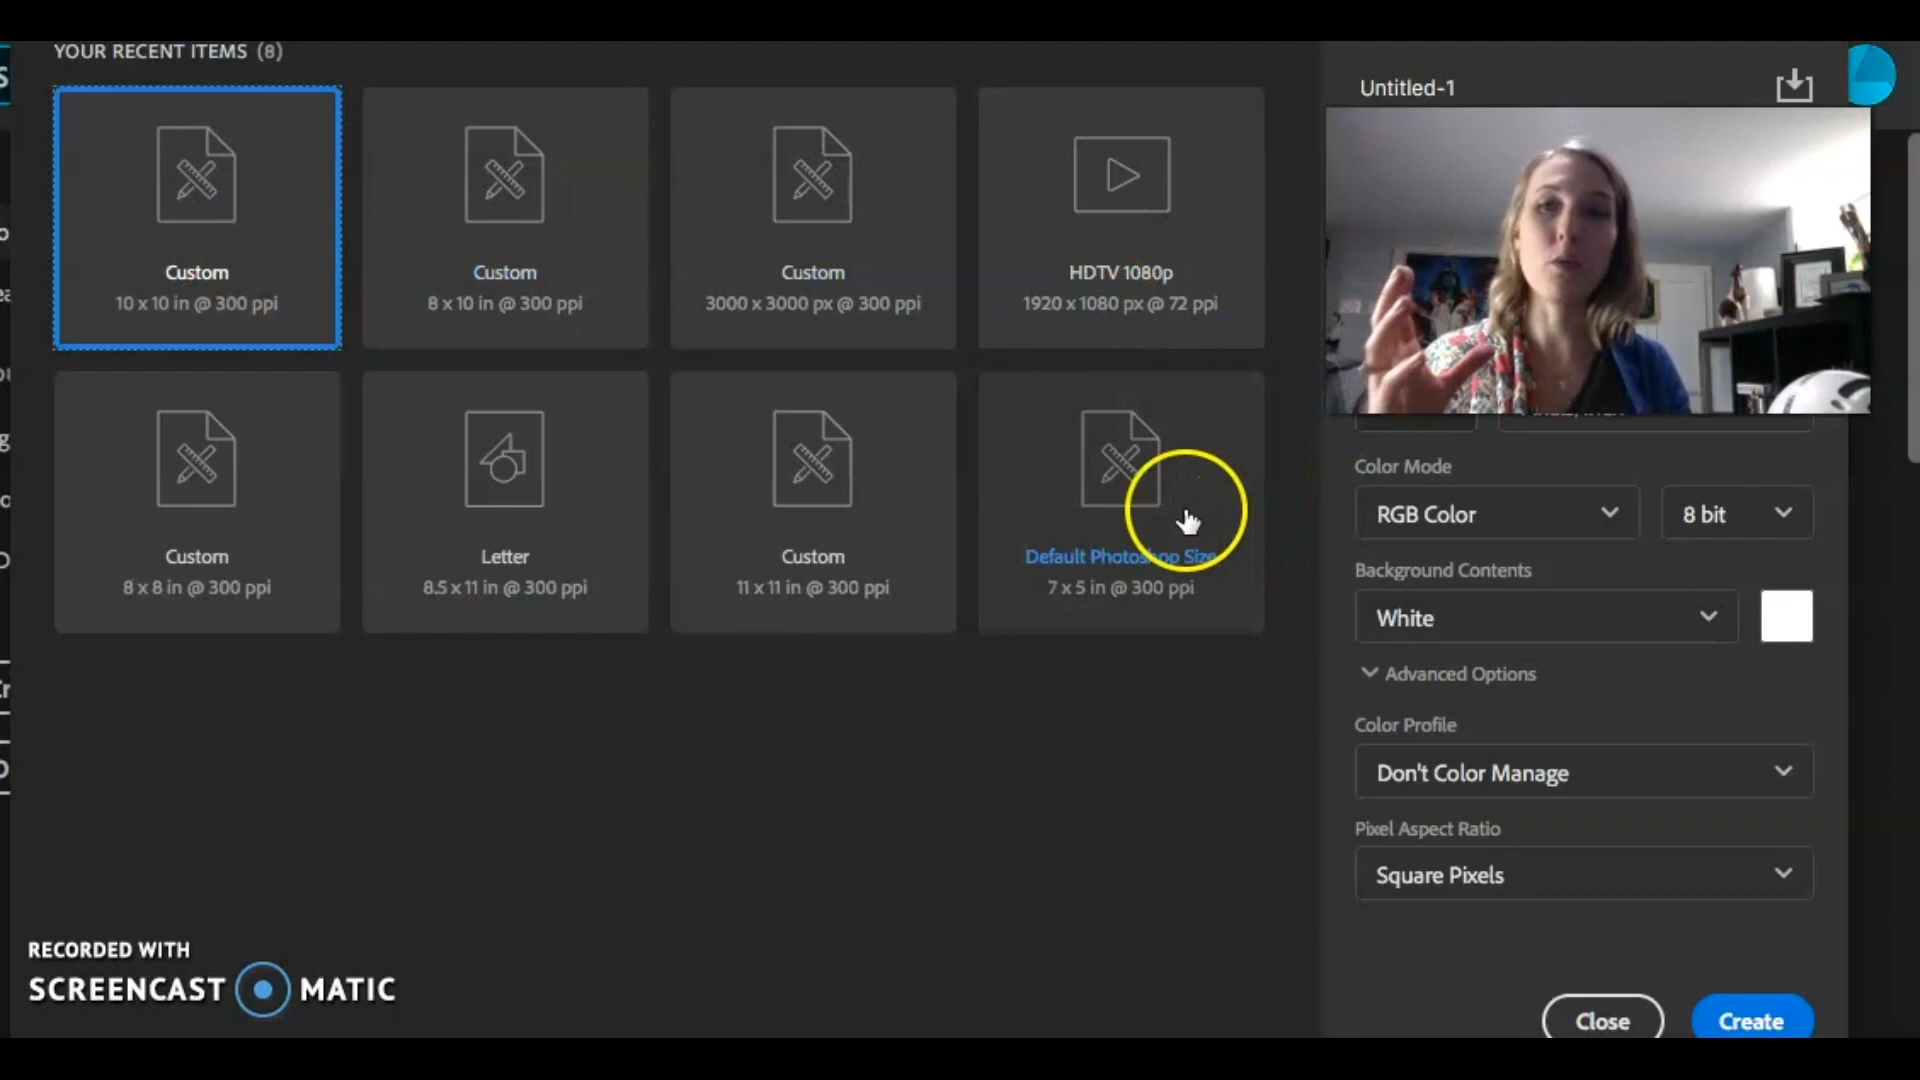 YOUR RECENT ITEMS (8)
Untitled-1
Custom
10 x 10 in @ 300 ppi
Custom
8 x 10 in @ 300 ppi
Custom
3000 x 3000 px @ 300 ppi
HDTV 1080p
1920 x 1080 px @ 72 ppi
Custom
8 x 8 in @ 300 ppi
Letter
8.5 x 11 in @ 300 ppi
Custom
11 x 11 in @ 300 ppi
Default Photoshop Size
7 x 5 in @ 300 ppi
Color Mode
RGB Color
8 bit
Background Contents
White
Advanced Options
Color Profile
Don't Color Manage
Pixel Aspect Ratio
Square Pixels
Close
Create
RECORDED WITH
SCREENCAST MATIC